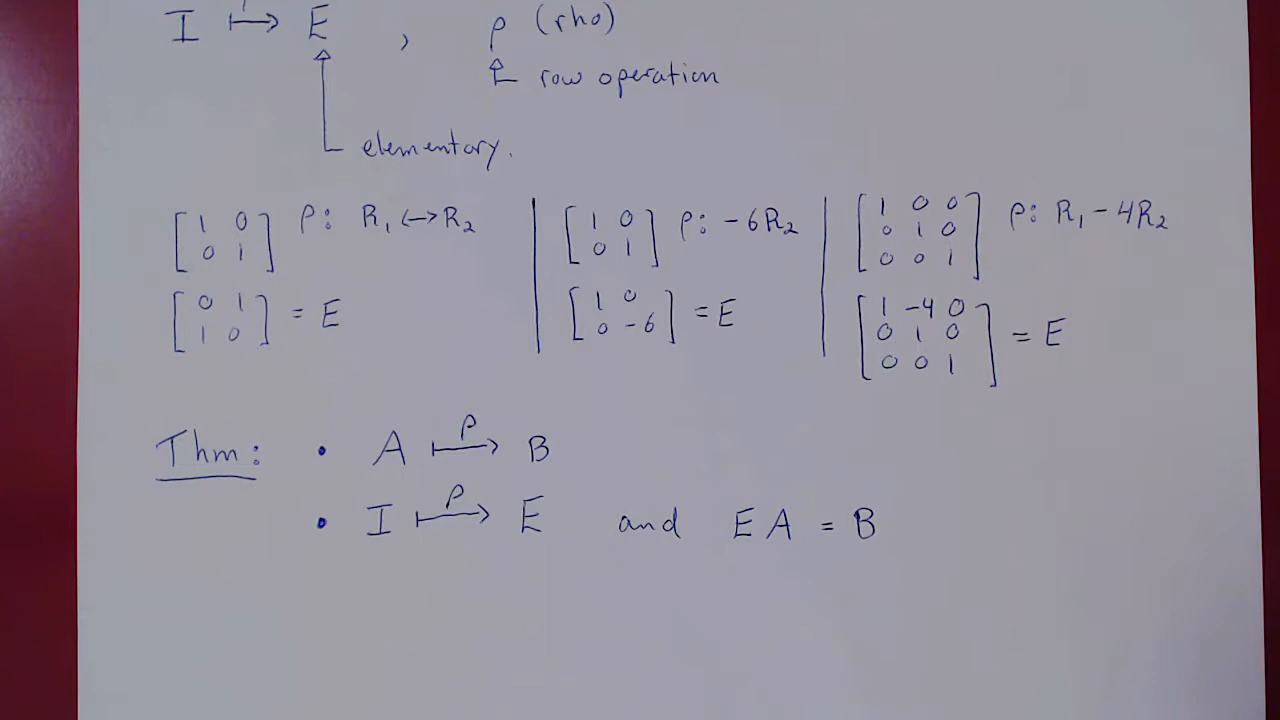 I ↦ E , ρ (rho)
row operation
elementary.
[1 0] ρ: R₁ ↔ R₂ | [1 0] ρ: -6R₂ | [1 0 0] ρ: R₁ - 4R₂
[0 1] | [0 1] | [0 1 0]
[0 0 1]
[0 1] = E | [1 0] = E | [1 -4 0] = E
[1 0] | [0 -6] | [0 1 0]
[0 0 1]
Thm: • A ↦ρ B
• I ↦ρ E and EA = B